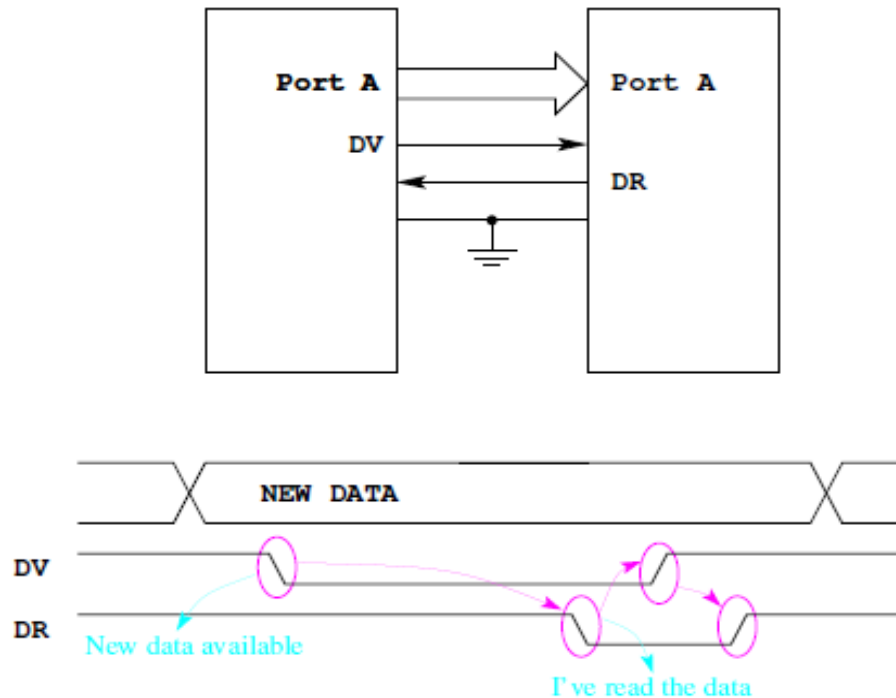 Port A
Port A
DV
DR
NEW DATA
DV
DR
New data available
I've read the data